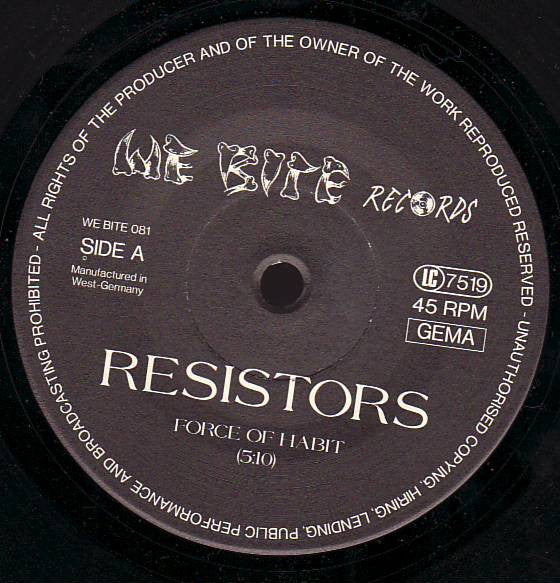 ALL RIGHTS OF THE PRODUCER AND OF THE OWNER OF THE WORK REPRODUCED RESERVED - UNAUTHORISED COPYING, HIRING, LENDING, PUBLIC PERFORMANCE AND BROADCASTING PROHIBITED -
WE BITE RECORDS
WE BITE 081
SIDE A
Manufactured in
West-Germany
LC 7519
45 RPM
GEMA
RESISTORS
FORCE OF HABIT
(5:10)